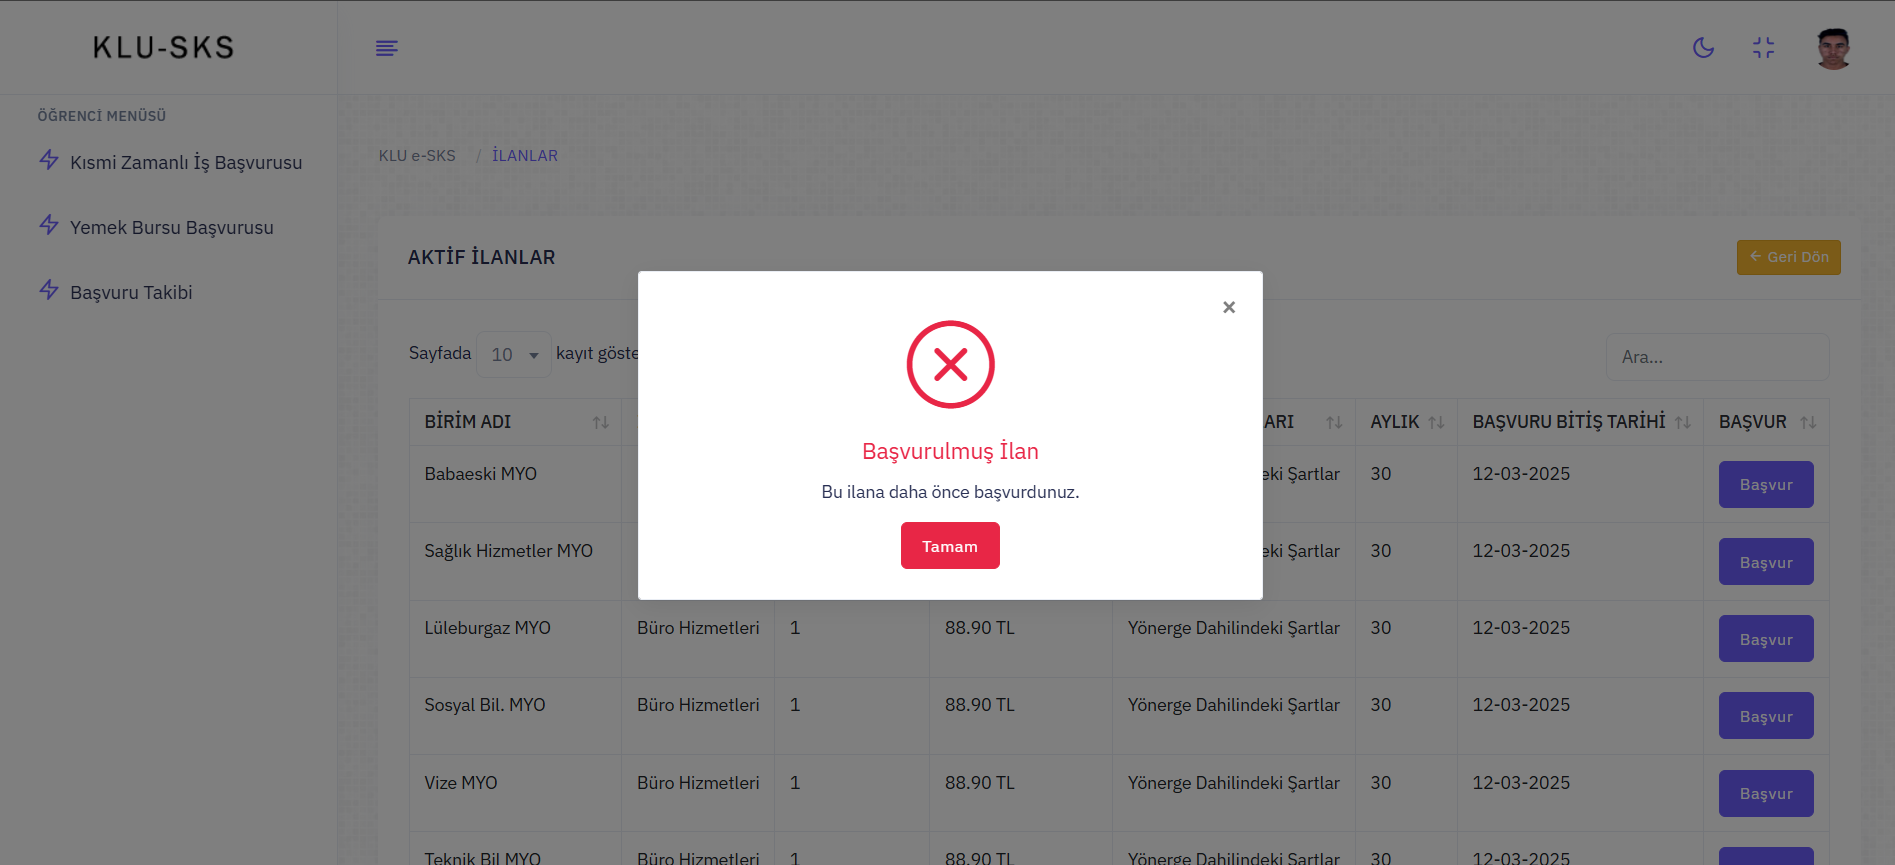 KLU-SKS
ÖĞRENCİ MENÜSÜ
Kısmi Zamanlı İş Başvurusu
Yemek Bursu Başvurusu
Başvuru Takibi
KLU e-SKS / İLANLAR
AKTİF İLANLAR
← Geri Dön
Sayfada 10 kayıt göste
Ara...
BİRİM ADI ARI AYLIK BAŞVURU BİTİŞ TARİHİ BAŞVUR
Babaeski MYO eki Şartlar 30 12-03-2025 Başvur
Sağlık Hizmetler MYO eki Şartlar 30 12-03-2025 Başvur
×
Başvurulmuş İlan
Bu ilana daha önce başvurdunuz.
Tamam
Lüleburgaz MYO Büro Hizmetleri 1 88.90 TL Yönerge Dahilindeki Şartlar 30 12-03-2025 Başvur
Sosyal Bil. MYO Büro Hizmetleri 1 88.90 TL Yönerge Dahilindeki Şartlar 30 12-03-2025 Başvur
Vize MYO Büro Hizmetleri 1 88.90 TL Yönerge Dahilindeki Şartlar 30 12-03-2025 Başvur
Teknik Bil MYO Büro Hizmetleri 1 88.90 TL Yönerge Dahilindeki Şartlar 30 12-03-2025